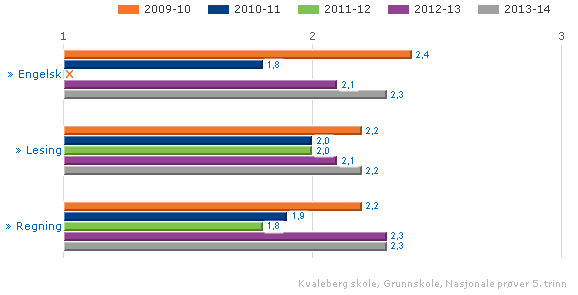 2009-10 2010-11 2011-12 2012-13 2013-14
1 2 3
2,4
» Engelsk 1,8
2,1
2,3
2,2
2,0
» Lesing 2,0
2,1
2,2
2,2
1,9
» Regning 1,8
2,3
2,3
Kvaleberg skole, Grunnskole, Nasjonale prøver 5. trinn